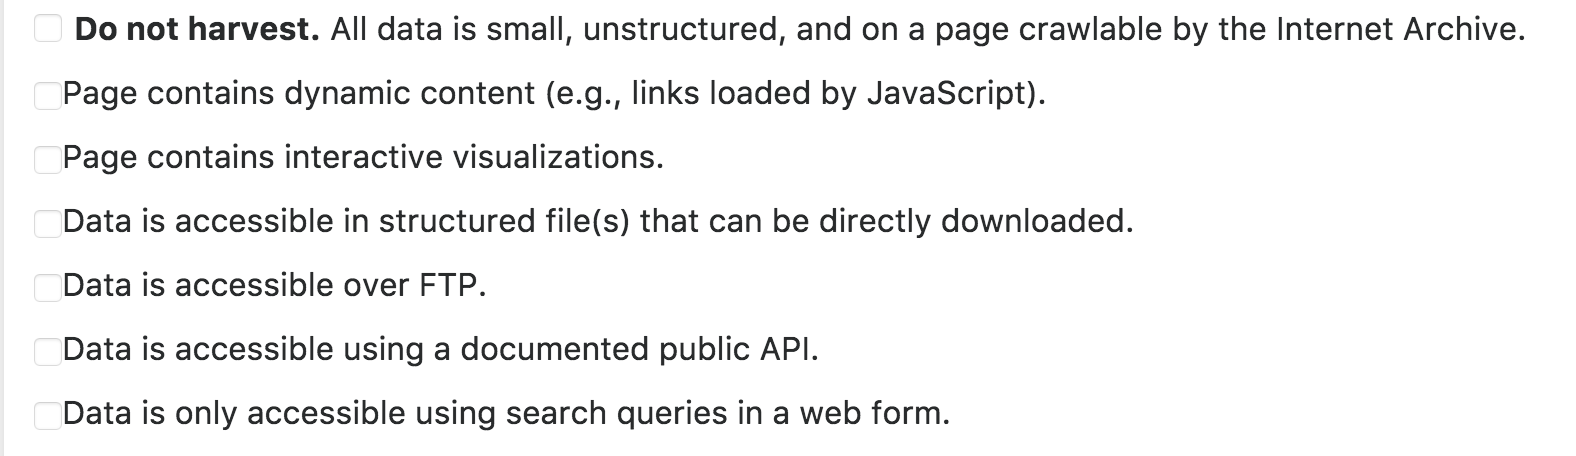 Do not harvest. All data is small, unstructured, and on a page crawlable by the Internet Archive.
Page contains dynamic content (e.g., links loaded by JavaScript).
Page contains interactive visualizations.
Data is accessible in structured file(s) that can be directly downloaded.
Data is accessible over FTP.
Data is accessible using a documented public API.
Data is only accessible using search queries in a web form.